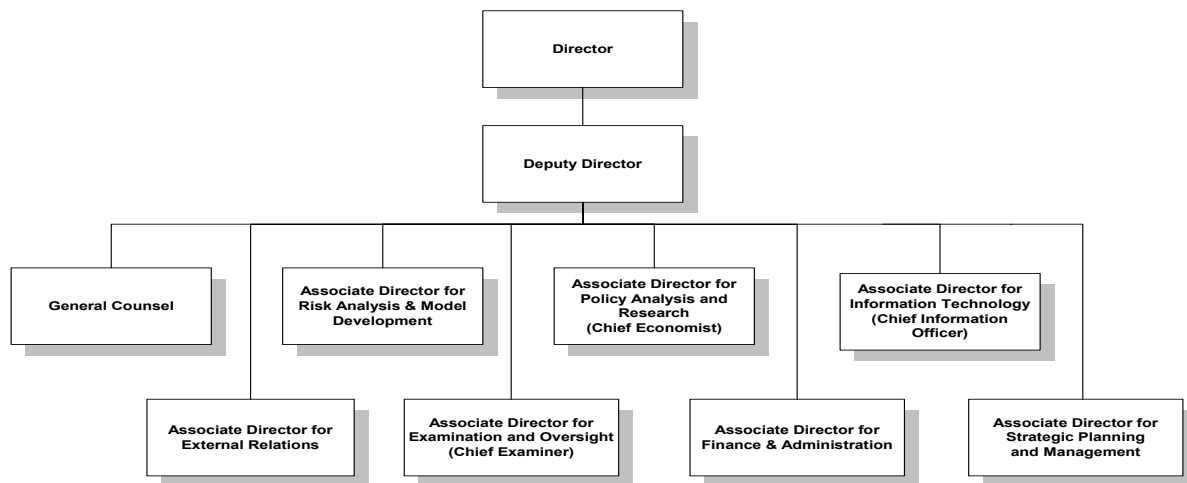 Director
Deputy Director
General Counsel
Associate Director for
Risk Analysis & Model
Development
Associate Director for
Policy Analysis and
Research
(Chief Economist)
Associate Director for
Information Technology
(Chief Information
Officer)
Associate Director for
External Relations
Associate Director for
Examination and Oversight
(Chief Examiner)
Associate Director for
Finance & Administration
Associate Director for
Strategic Planning
and Management